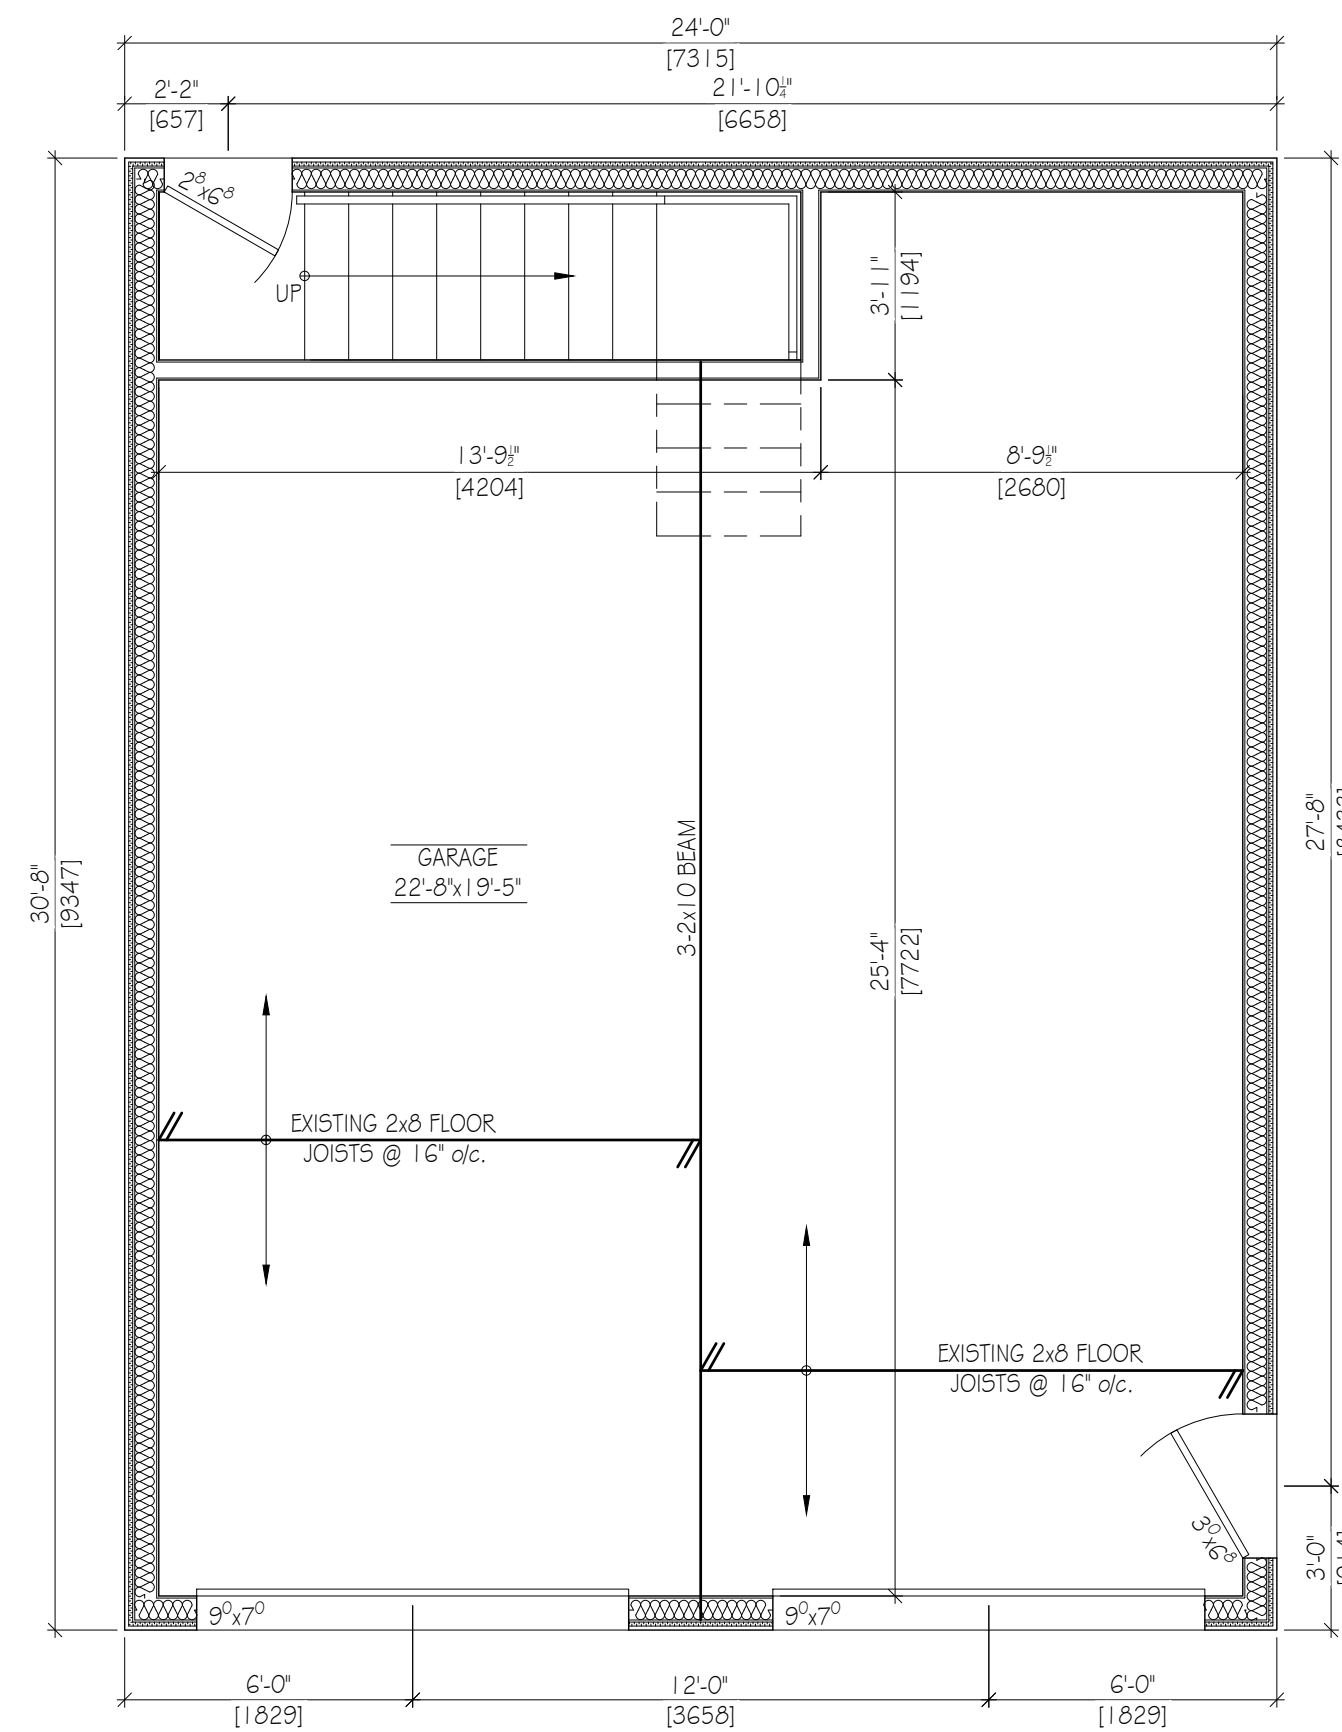 24'-0"
[7315]
2'-2"
[657]
21'-10¼"
[6658]
2⁸x6⁸
UP
3'-11"
[1194]
13'-9½"
[4204]
8'-9½"
[2680]
30'-8"
[9347]
GARAGE
22'-8"x19'-5"
3-2x10 BEAM
25'-4"
[7722]
27'-8"
EXISTING 2x8 FLOOR
JOISTS @ 16" o/c.
EXISTING 2x8 FLOOR
JOISTS @ 16" o/c.
3⁰x6⁸
3'-0"
9⁰x7⁰
9⁰x7⁰
6'-0"
[1829]
12'-0"
[3658]
6'-0"
[1829]